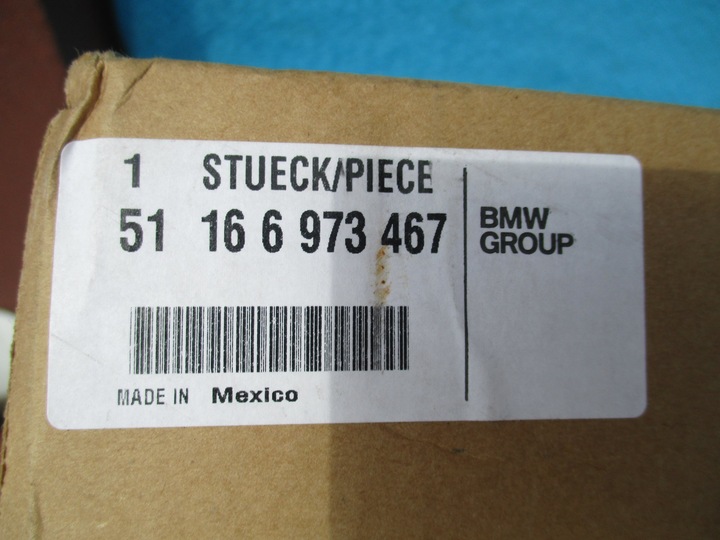 1 STUECK/PIECE
51 16 6 973 467
BMW
GROUP
MADE IN Mexico